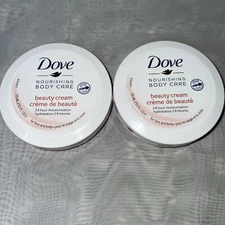 Dove
NOURISHING
BODY CARE
beauty cream
crème de beauté
24 hour moisturisation
hydratation 24 heures
Dove
NOURISHING
BODY CARE
beauty cream
crème de beauté
24 hour moisturisation
hydratation 24 heures